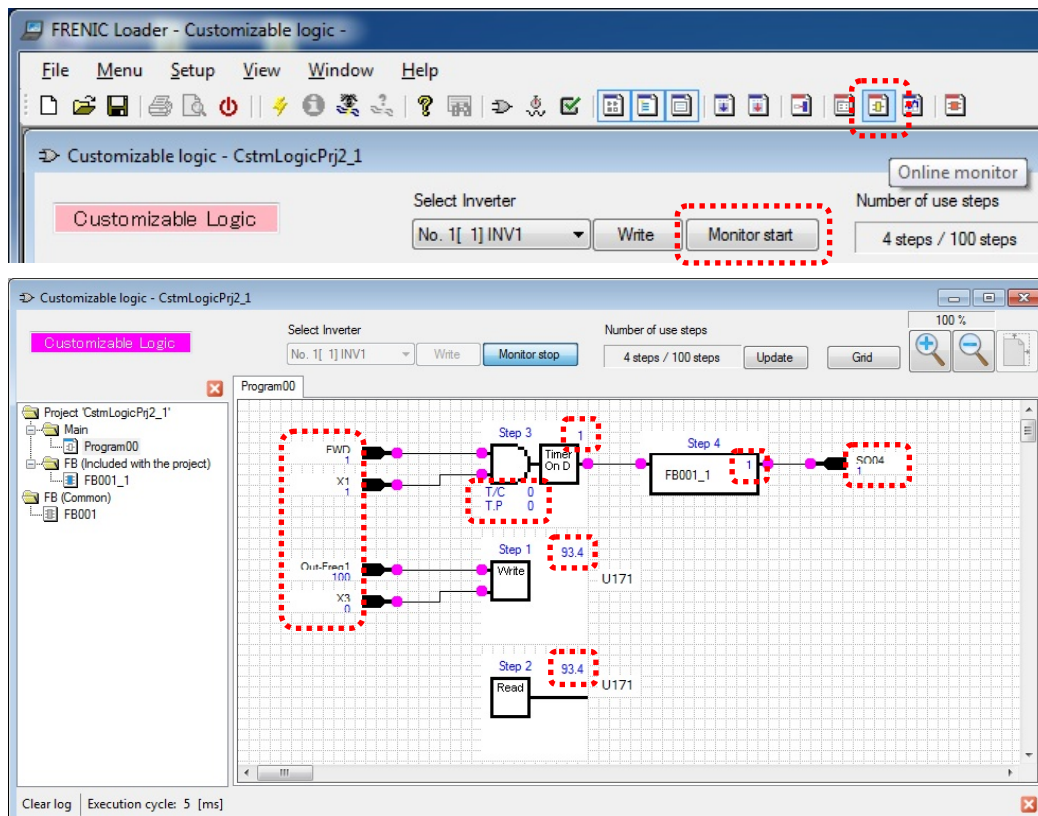 FRENIC Loader - Customizable logic -
File Menu Setup View Window Help
Customizable logic - CstmLogicPrj2_1
Online monitor
Select Inverter
Number of use steps
Customizable Logic
No. 1[ 1] INV1
Write
Monitor start
4 steps / 100 steps
Customizable logic - CstmLogicPrj2_1
100 %
Select Inverter
Number of use steps
Customizable Logic
No. 1[ 1] INV1
Write
Monitor stop
4 steps / 100 steps
Update
Grid
Program00
Project 'CstmLogicPrj2_1'
Main
Program00
FB (Included with the project)
FB001_1
FB (Common)
FB001
FWD
1
X1
1
Step 3
1
Timer
On D
T/C 0
T.P 0
Step 4
FB001_1
1
SO04
1
Out-Freq1
100
X3
0
Step 1
93.4
Write
U171
Step 2
93.4
Read
U171
Clear log
Execution cycle: 5 [ms]